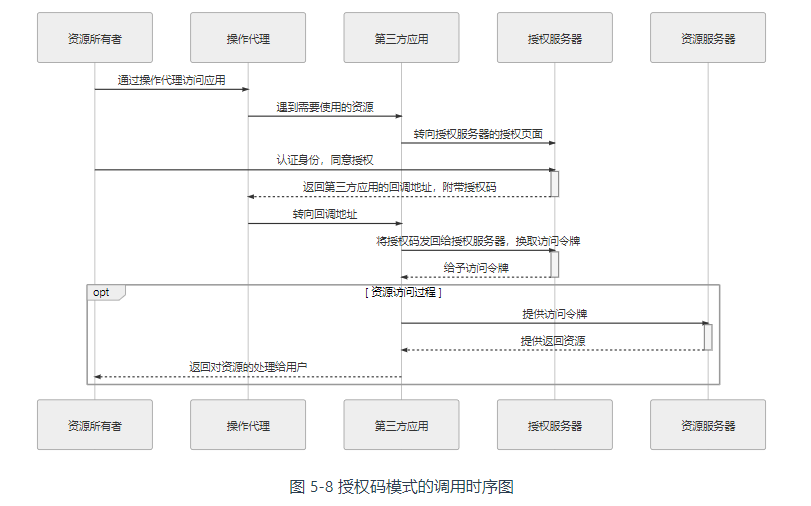 资源所有者 操作代理 第三方应用 授权服务器 资源服务器
通过操作代理访问应用
遇到需要使用的资源
转向授权服务器的授权页面
认证身份，同意授权
返回第三方应用的回调地址，附带授权码
转向回调地址
将授权码发回给授权服务器，换取访问令牌
给予访问令牌
opt [ 资源访问过程 ]
提供访问令牌
提供返回资源
返回对资源的处理给用户
资源所有者 操作代理 第三方应用 授权服务器 资源服务器
图 5-8 授权码模式的调用时序图